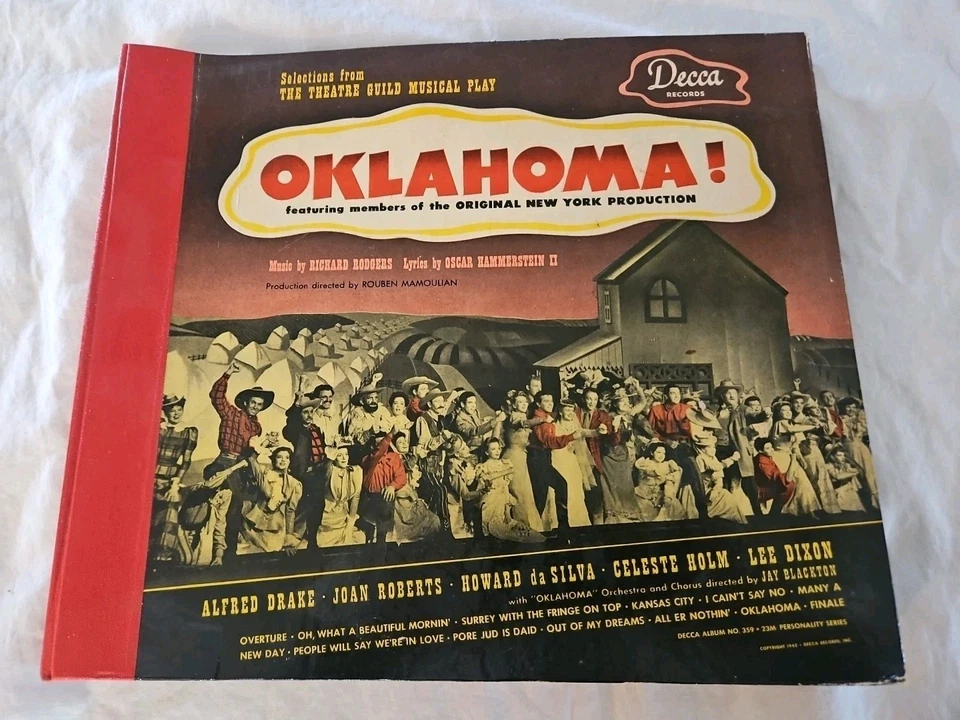 Selections from
THE THEATRE GUILD MUSICAL PLAY
Decca
RECORDS
OKLAHOMA!
featuring members of the ORIGINAL NEW YORK PRODUCTION
Music by RICHARD RODGERS Lyrics by OSCAR HAMMERSTEIN II
Production directed by ROUBEN MAMOULIAN
ALFRED DRAKE · JOAN ROBERTS · HOWARD da SILVA · CELESTE HOLM · LEE DIXON
with "OKLAHOMA" Orchestra and Chorus directed by JAY BLACKTON
OVERTURE · OH, WHAT A BEAUTIFUL MORNIN' · SURREY WITH THE FRINGE ON TOP · KANSAS CITY · I CAIN'T SAY NO · MANY A
NEW DAY · PEOPLE WILL SAY WE'RE IN LOVE · PORE JUD IS DAID · OUT OF MY DREAMS · ALL ER NOTHIN' · OKLAHOMA · FINALE
DECCA ALBUM NO. 359 · 23M PERSONALITY SERIES
COPYRIGHT 1943 · DECCA RECORDS, INC.